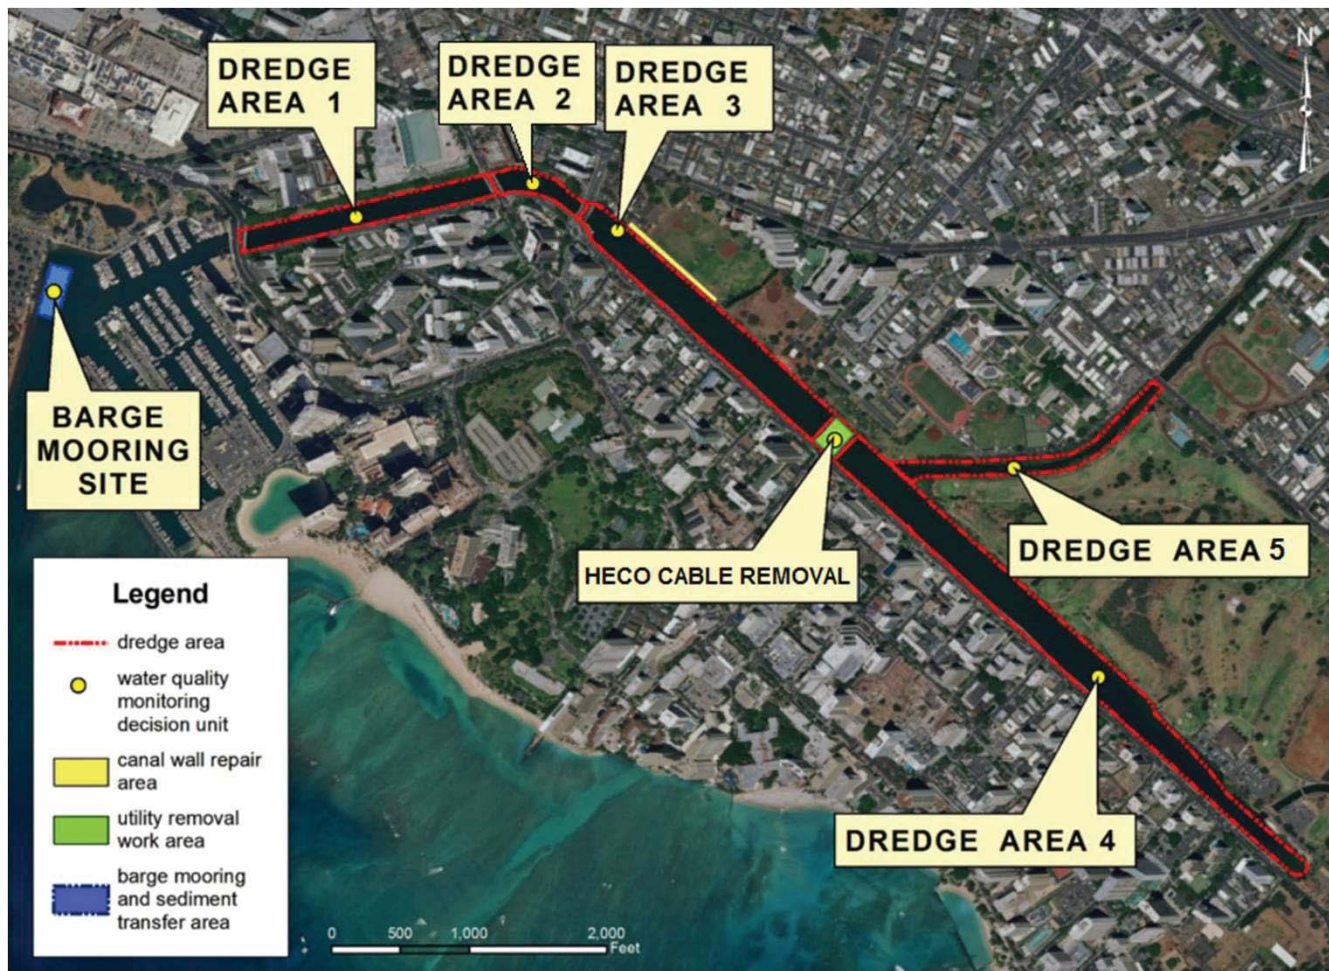 DREDGE
AREA 1
DREDGE
AREA 2
DREDGE
AREA 3
N
BARGE
MOORING
SITE
HECO CABLE REMOVAL
DREDGE AREA 5
DREDGE AREA 4
Legend
dredge area
water quality
monitoring
decision unit
canal wall repair
area
utility removal
work area
barge mooring
and sediment
transfer area
0 500 1,000 2,000
Feet